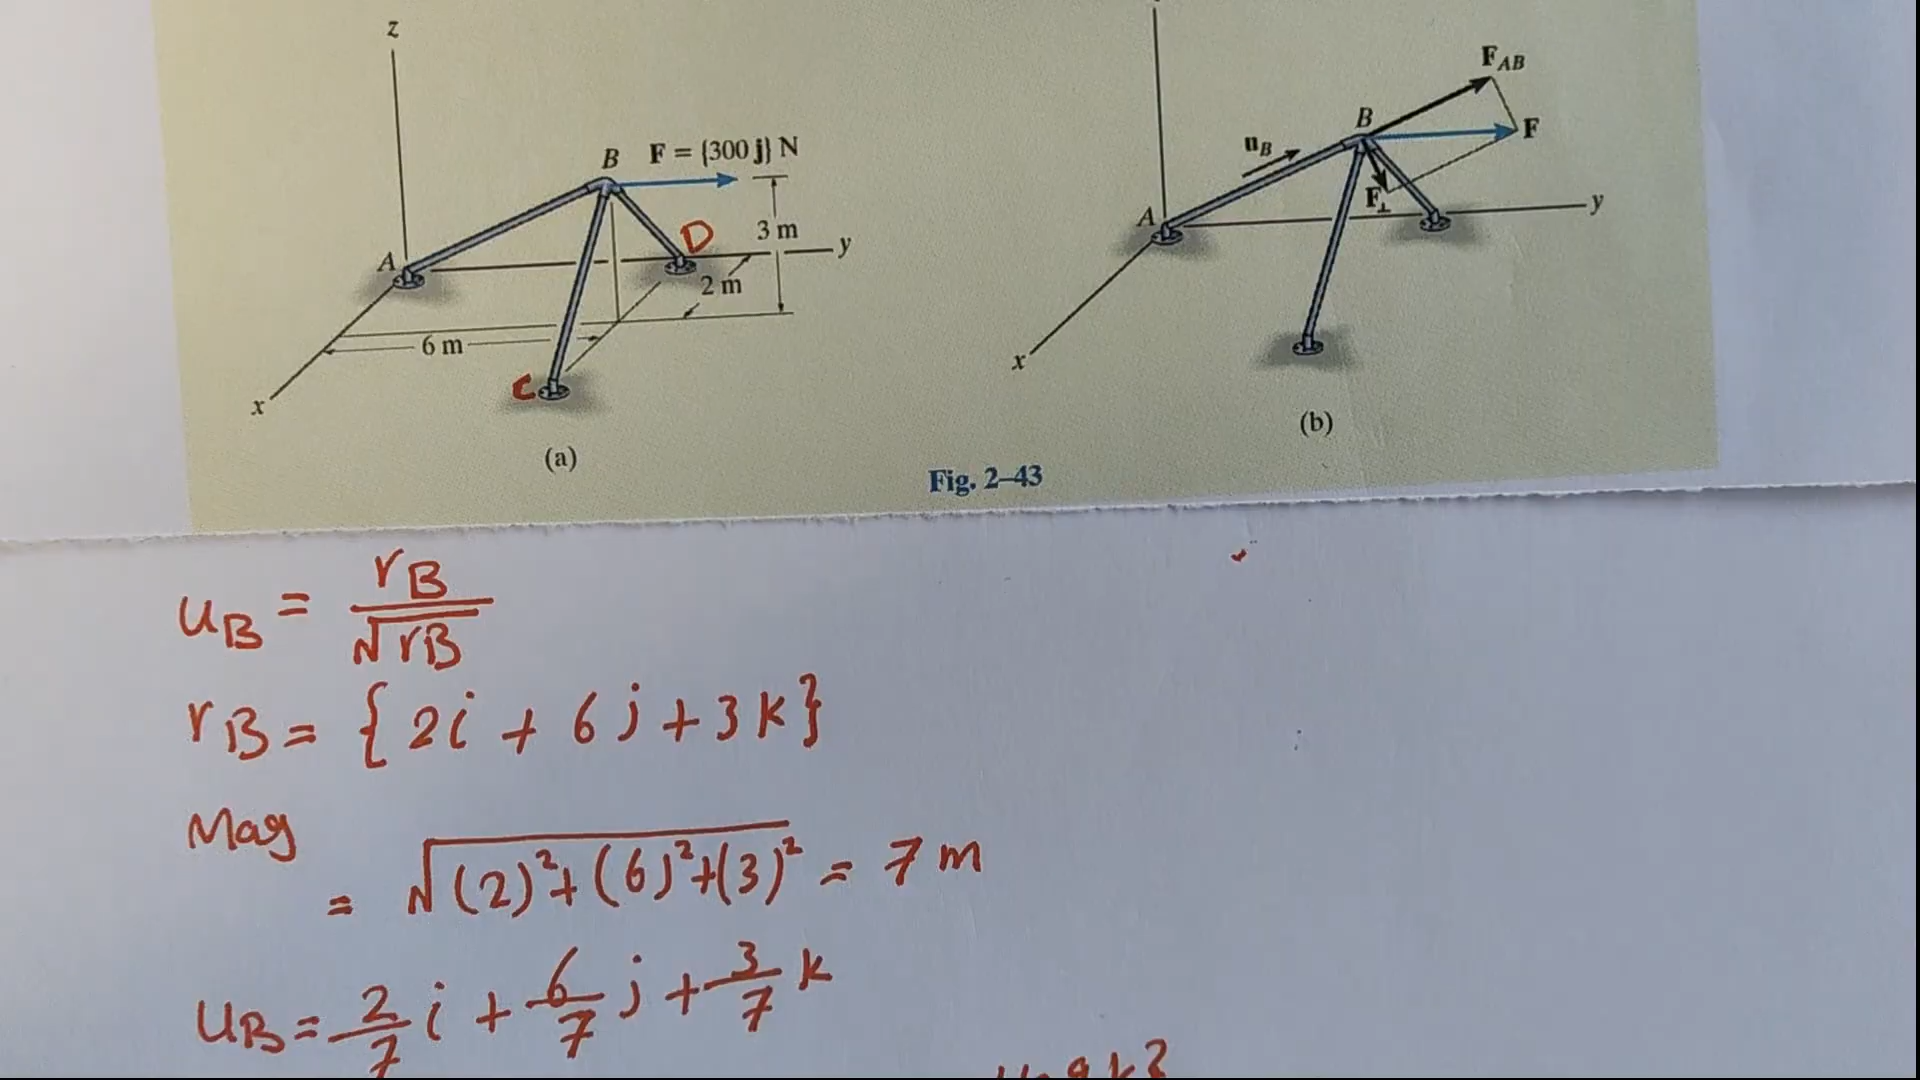 z
B F = {300 j} N
A
D
3 m
y
2 m
6 m
x
C
(a)
F_AB
B
F
u_B
F_⊥
A
y
x
(b)
Fig. 2–43
u_B = r_B / √rB
r_B = {2i + 6j + 3k}
Mag
= √(2)² + (6)² + (3)² = 7 m
u_B = 2/7 i + 6/7 j + 3/7 k